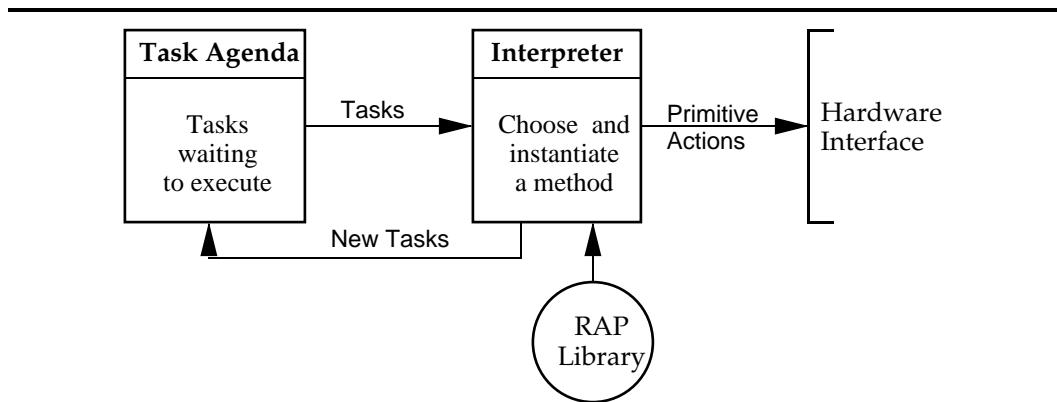 Task Agenda
Tasks
waiting
to execute
Tasks
Interpreter
Choose and
instantiate
a method
Primitive
Actions
Hardware
Interface
New Tasks
RAP
Library